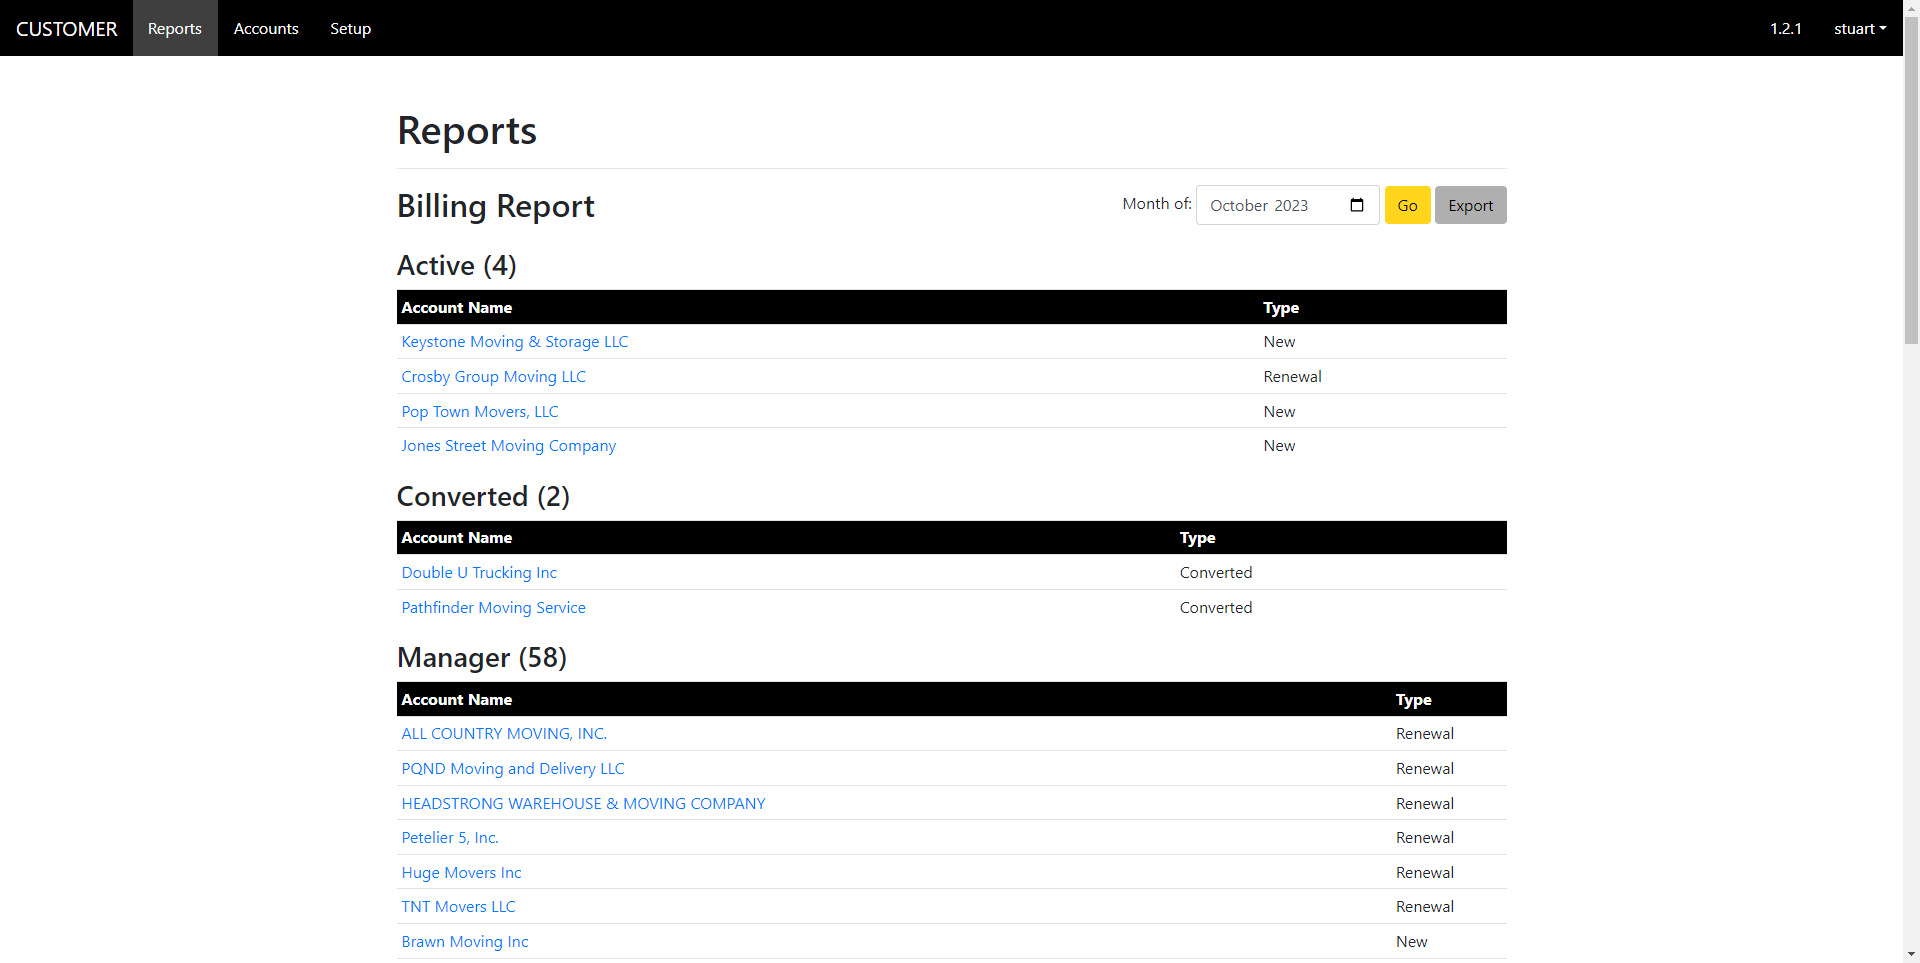 CUSTOMER Reports Accounts Setup 1.2.1 stuart
Reports
Billing Report Month of: October 2023 Go Export
Active (4)
Account Name Type
Keystone Moving & Storage LLC New
Crosby Group Moving LLC Renewal
Pop Town Movers, LLC New
Jones Street Moving Company New
Converted (2)
Account Name Type
Double U Trucking Inc Converted
Pathfinder Moving Service Converted
Manager (58)
Account Name Type
ALL COUNTRY MOVING, INC. Renewal
PQND Moving and Delivery LLC Renewal
HEADSTRONG WAREHOUSE & MOVING COMPANY Renewal
Petelier 5, Inc. Renewal
Huge Movers Inc Renewal
TNT Movers LLC Renewal
Brawn Moving Inc New